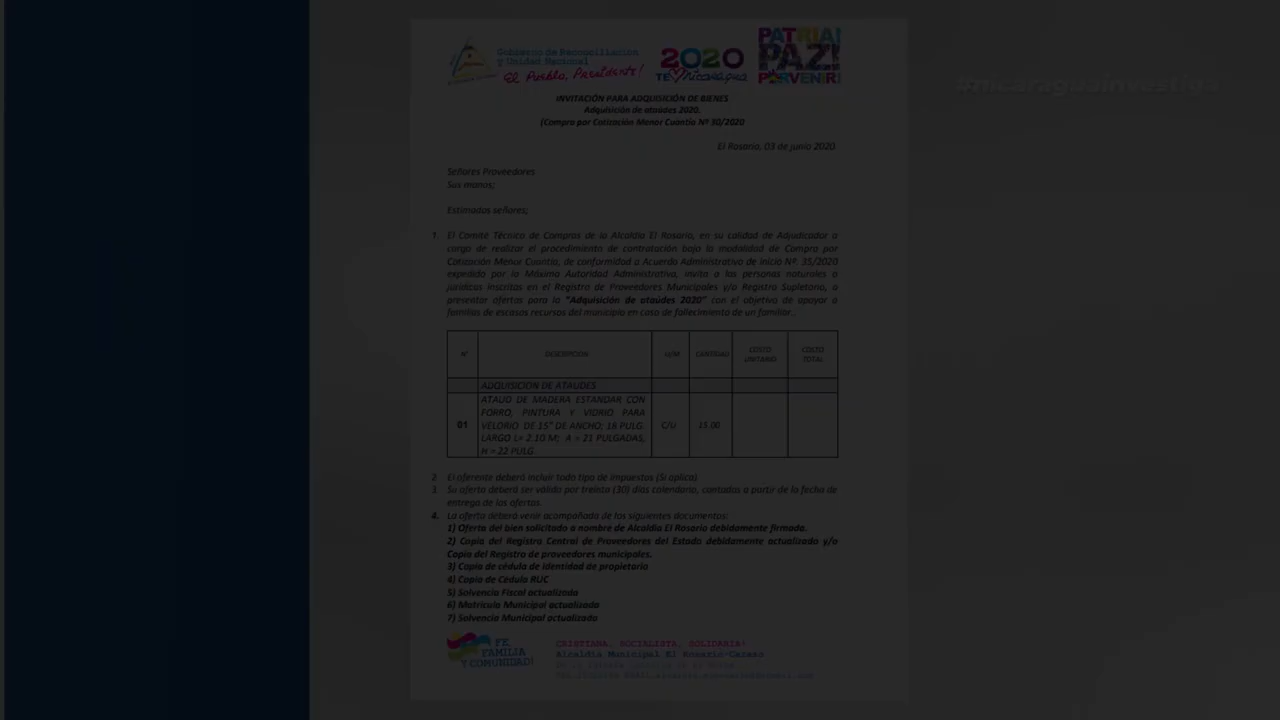 Gobierno de Reconciliación
y Unidad Nacional
El Pueblo, Presidente!
2020
TE Nicaragua
PATRIA!
PAZ!
PORVENIR!
#nicaraguainvestiga
INVITACIÓN PARA ADQUISICIÓN DE BIENES
Adquisición de ataúdes 2020.
(Compra por Cotización Menor Cuantía Nº 30/2020
El Rosario, 03 de junio 2020
Señores Proveedores
Sus manos;
Estimados señores;
1. El Comité Técnico de Compras de la Alcaldía El Rosario, en su calidad de Adjudicador a
cargo de realizar el procedimiento de contratación bajo la modalidad de Compra por
Cotización Menor Cuantía, de conformidad a Acuerdo Administrativo de inicio Nº. 35/2020
expedido por la Máxima Autoridad Administrativa, invita a las personas naturales o
jurídicas inscritas en el Registro de Proveedores Municipales y/o Registro Supletorio, a
presentar ofertas para la "Adquisición de ataúdes 2020" con el objetivo de apoyar a
familias de escasos recursos del municipio en caso de fallecimiento de un familiar..
N° DESCRIPCION U/M CANTIDAD COSTO UNITARIO COSTO TOTAL
ADQUISICION DE ATAUDES
01 ATAUD DE MADERA ESTANDAR CON
FORRO, PINTURA Y VIDRIO PARA
VELORIO DE 15" DE ANCHO; 18 PULG.
LARGO L= 2.10 M; A = 21 PULGADAS,
H = 22 PULG.
C/U 15.00
2. El oferente deberá incluir todo tipo de impuestos (Si aplica)
3. Su oferta deberá ser válida por treinta (30) días calendario, contados a partir de la fecha de
entrega de las ofertas.
4. La oferta deberá venir acompañada de los siguientes documentos:
1) Oferta del bien solicitado a nombre de Alcaldía El Rosario debidamente firmada.
2) Copia del Registro Central de Proveedores del Estado debidamente actualizado y/o
Copia del Registro de proveedores municipales.
3) Copia de cédula de identidad de propietario
4) Copia de Cédula RUC
5) Solvencia Fiscal actualizada
6) Matrícula Municipal actualizada
7) Solvencia Municipal actualizada
FE,
FAMILIA
Y COMUNIDAD!
CRISTIANA, SOCIALISTA, SOLIDARIA!
Alcaldía Municipal El Rosario-Carazo